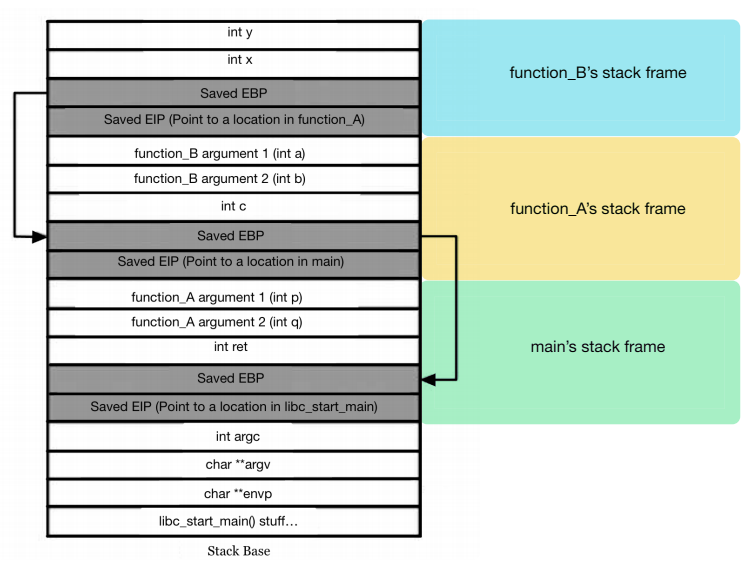 int y
int x
Saved EBP
function_B's stack frame
Saved EIP (Point to a location in function_A)
function_B argument 1 (int a)
function_B argument 2 (int b)
int c
function_A's stack frame
Saved EBP
Saved EIP (Point to a location in main)
function_A argument 1 (int p)
function_A argument 2 (int q)
int ret
main's stack frame
Saved EBP
Saved EIP (Point to a location in libc_start_main)
int argc
char **argv
char **envp
libc_start_main() stuff…
Stack Base